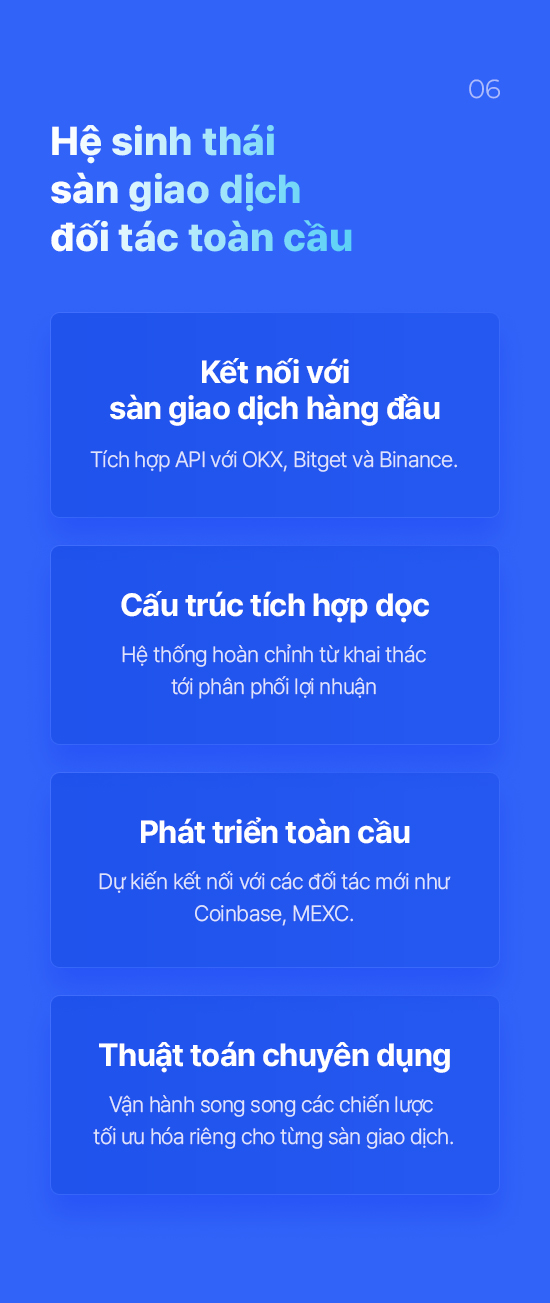 06
Hệ sinh thái
sàn giao dịch
đối tác toàn cầu
Kết nối với
sàn giao dịch hàng đầu
Tích hợp API với OKX, Bitget và Binance.
Cấu trúc tích hợp dọc
Hệ thống hoàn chỉnh từ khai thác
tới phân phối lợi nhuận
Phát triển toàn cầu
Dự kiến kết nối với các đối tác mới như
Coinbase, MEXC.
Thuật toán chuyên dụng
Vận hành song song các chiến lược
tối ưu hóa riêng cho từng sàn giao dịch.